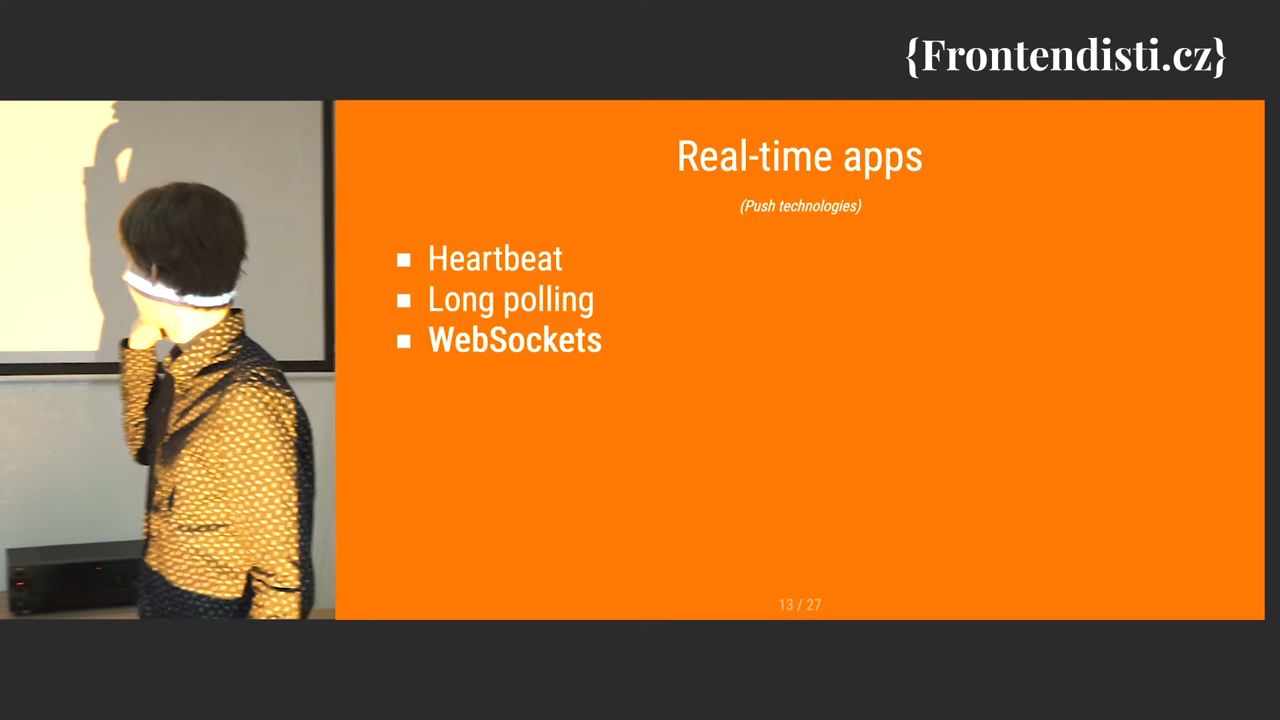 {Frontendisti.cz}
Real-time apps
(Push technologies)
Heartbeat
Long polling
WebSockets
13 / 27